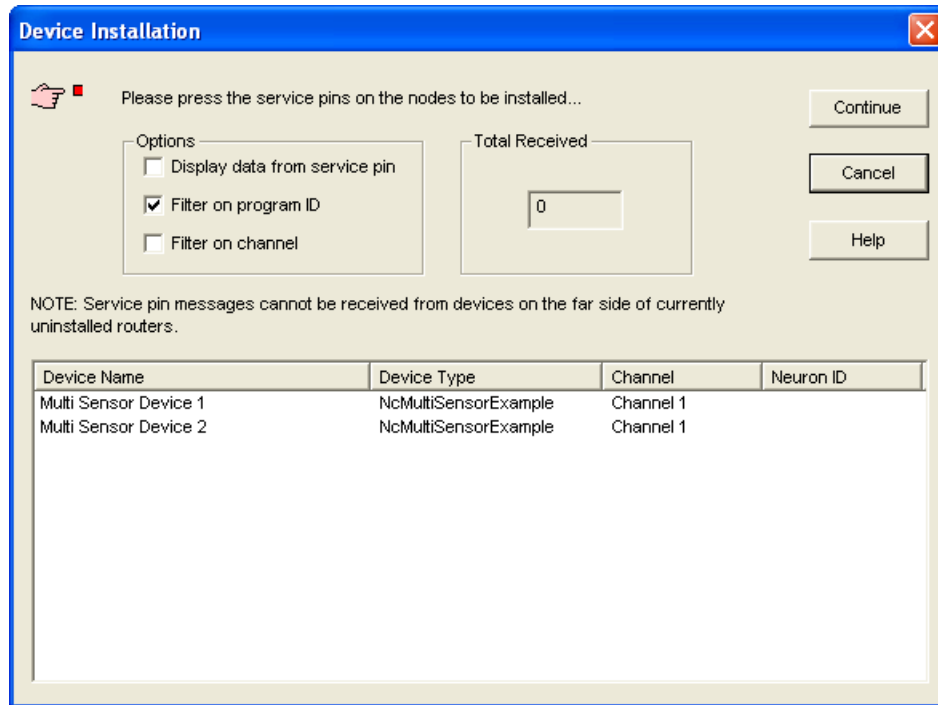 Device Installation
Please press the service pins on the nodes to be installed...
Continue
Options
Total Received
Display data from service pin
Cancel
Filter on program ID
0
Filter on channel
Help
NOTE: Service pin messages cannot be received from devices on the far side of currently
uninstalled routers.
Device Name Device Type Channel Neuron ID
Multi Sensor Device 1 NcMultiSensorExample Channel 1
Multi Sensor Device 2 NcMultiSensorExample Channel 1